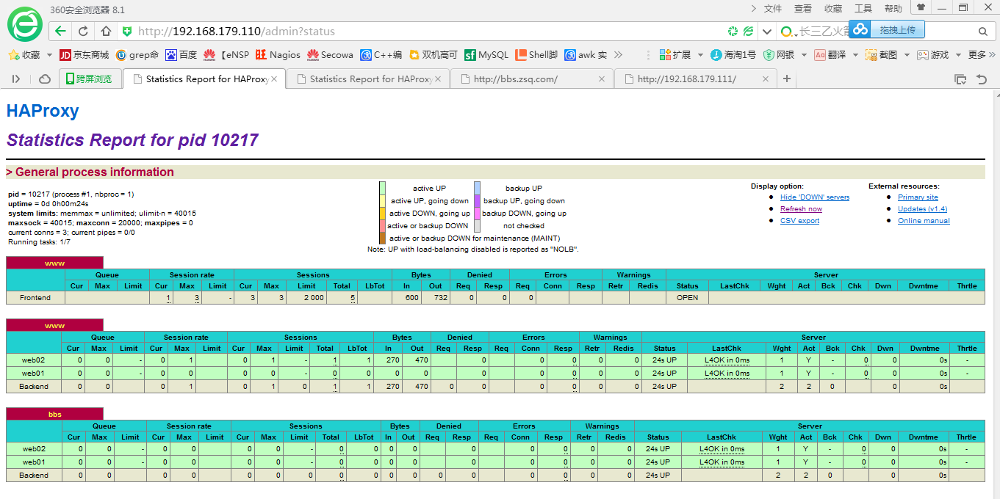 360安全浏览器 8.1
文件 查看 收藏 工具 帮助
http://192.168.179.110/admin?status
长三乙火箭
拖拽上传
收藏 JD 京东商城 grep命 百度 【eNSP 旺 Nagios Secowa C++编 双机高可 sf MySQL Shell脚 awk 实 扩展 海淘1号 网银 Aa 翻译 截图 游戏 更多
跨屏浏览 Statistics Report for HAProxy Statistics Report for HAProxy http://bbs.zsq.com/ http://192.168.179.111/
HAProxy
Statistics Report for pid 10217
> General process information
pid = 10217 (process #1, nbproc = 1)
uptime = 0d 0h00m24s
system limits: memmax = unlimited; ulimit-n = 40015
maxsock = 40015; maxconn = 20000; maxpipes = 0
current conns = 3; current pipes = 0/0
Running tasks: 1/7
active UP backup UP
active UP, going down backup UP, going down
active DOWN, going up backup DOWN, going up
active or backup DOWN not checked
active or backup DOWN for maintenance (MAINT)
Note: UP with load-balancing disabled is reported as "NOLB".
Display option:
Hide 'DOWN' servers
Refresh now
CSV export
External resources:
Primary site
Updates (v1.4)
Online manual
www
Queue Session rate Sessions Bytes Denied Errors Warnings Server
Cur Max Limit Cur Max Limit Cur Max Limit Total LbTot In Out Req Resp Req Conn Resp Retr Redis Status LastChk Wght Act Bck Chk Dwn Dwntme Thrtle
Frontend 1 3 - 3 3 2 000 5 600 732 0 0 0 OPEN
www
Queue Session rate Sessions Bytes Denied Errors Warnings Server
Cur Max Limit Cur Max Limit Cur Max Limit Total LbTot In Out Req Resp Req Conn Resp Retr Redis Status LastChk Wght Act Bck Chk Dwn Dwntme Thrtle
web02 0 0 - 0 1 0 1 - 1 1 270 470 0 0 0 0 0 24s UP L4OK in 0ms 1 Y - 0 0 0s -
web01 0 0 - 0 0 0 0 - 0 0 0 0 0 0 0 0 0 24s UP L4OK in 0ms 1 Y - 0 0 0s -
Backend 0 0 0 1 0 1 0 1 1 270 470 0 0 0 0 0 0 24s UP 2 2 0 0 0s
bbs
Queue Session rate Sessions Bytes Denied Errors Warnings Server
Cur Max Limit Cur Max Limit Cur Max Limit Total LbTot In Out Req Resp Req Conn Resp Retr Redis Status LastChk Wght Act Bck Chk Dwn Dwntme Thrtle
web02 0 0 - 0 0 0 0 - 0 0 0 0 0 0 0 0 0 24s UP L4OK in 0ms 1 Y - 0 0 0s -
web01 0 0 - 0 0 0 0 - 0 0 0 0 0 0 0 0 0 24s UP L4OK in 0ms 1 Y - 0 0 0s -
Backend 0 0 0 0 0 0 0 0 0 0 0 0 0 0 0 0 0 24s UP 2 2 0 0 0s